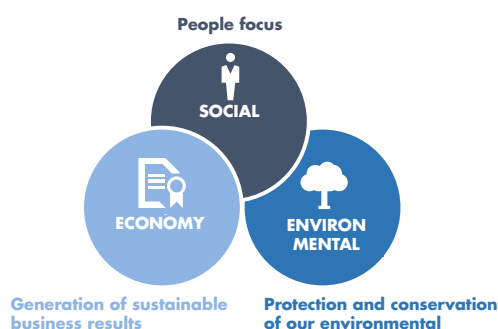 People focus
SOCIAL
ECONOMY
ENVIRON
MENTAL
Generation of sustainable
business results
Protection and conservation
of our environmental